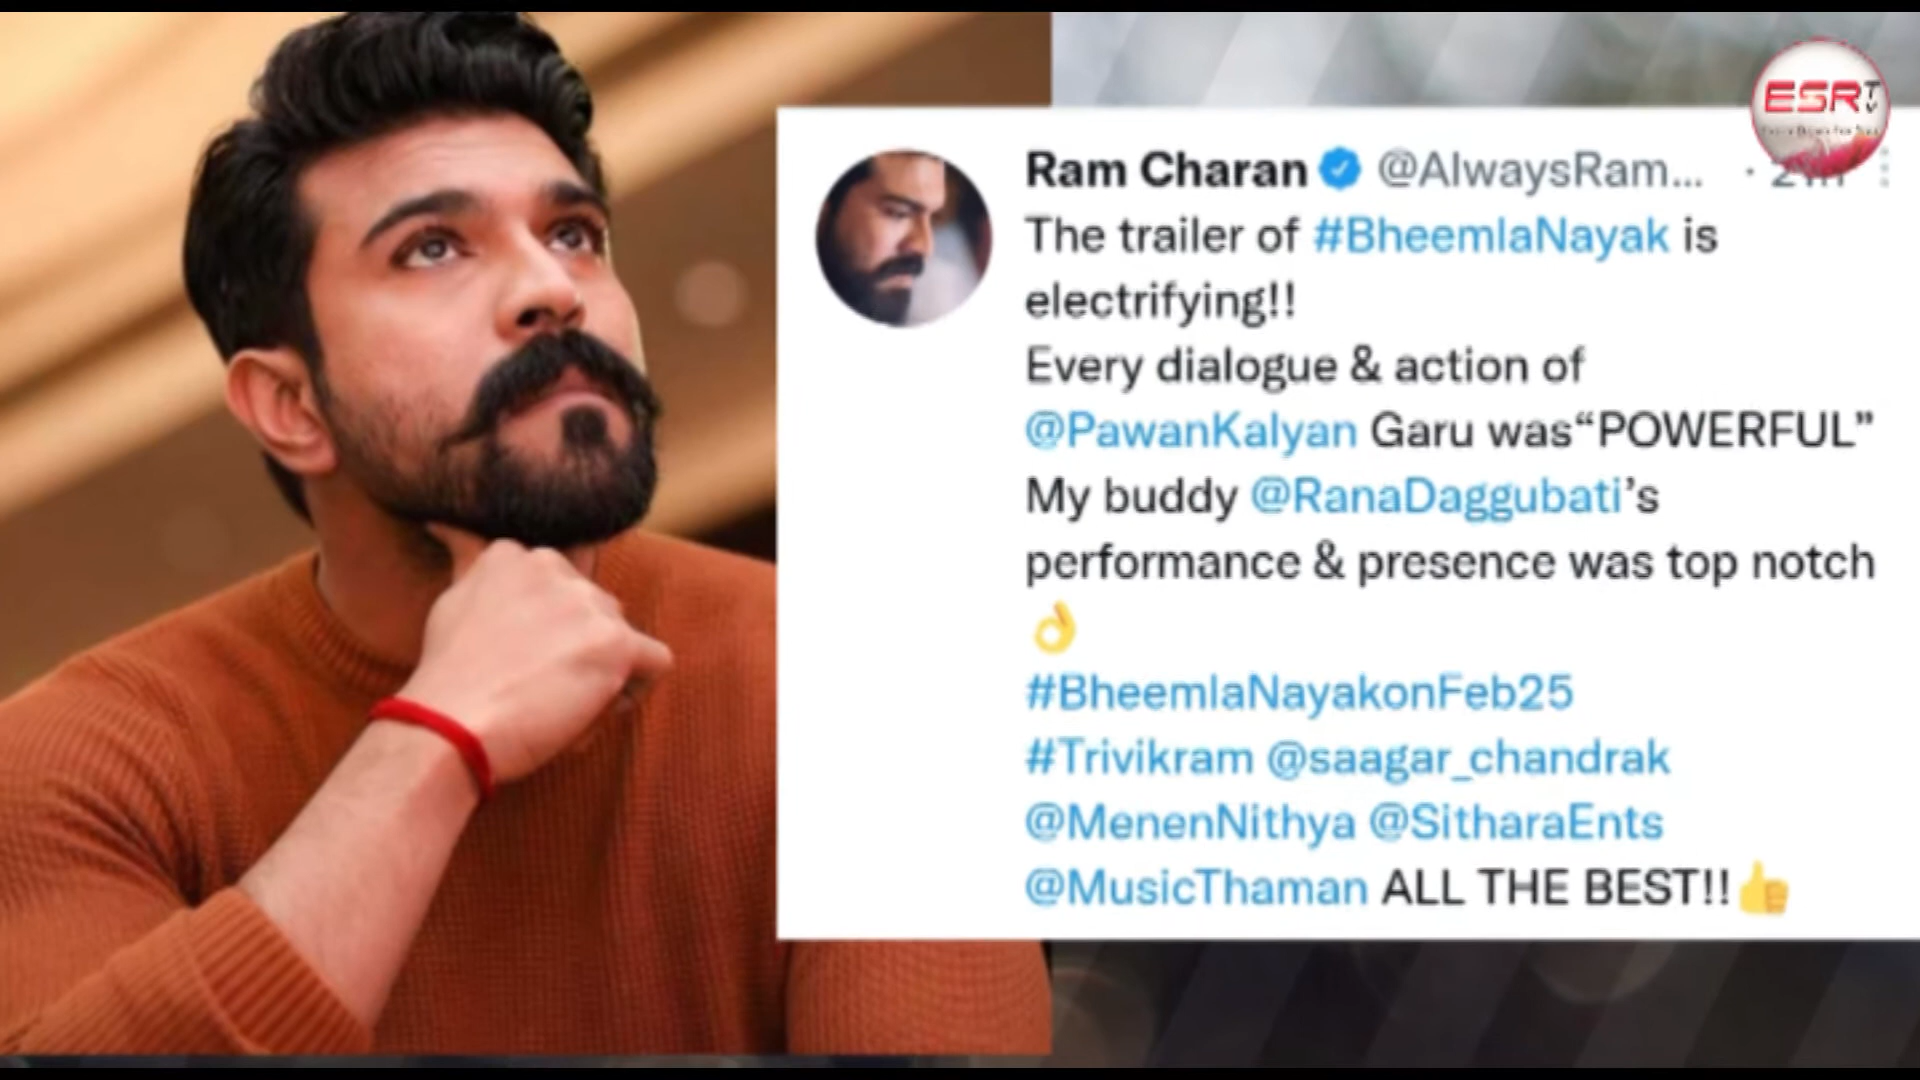 ESR TV
Ram Charan @AlwaysRam... ·
The trailer of #BheemlaNayak is
electrifying!!
Every dialogue & action of
@PawanKalyan Garu was“POWERFUL”
My buddy @RanaDaggubati’s
performance & presence was top notch
👌
#BheemlaNayakonFeb25
#Trivikram @saagar_chandrak
@MenenNithya @SitharaEnts
@MusicThaman ALL THE BEST!!👍